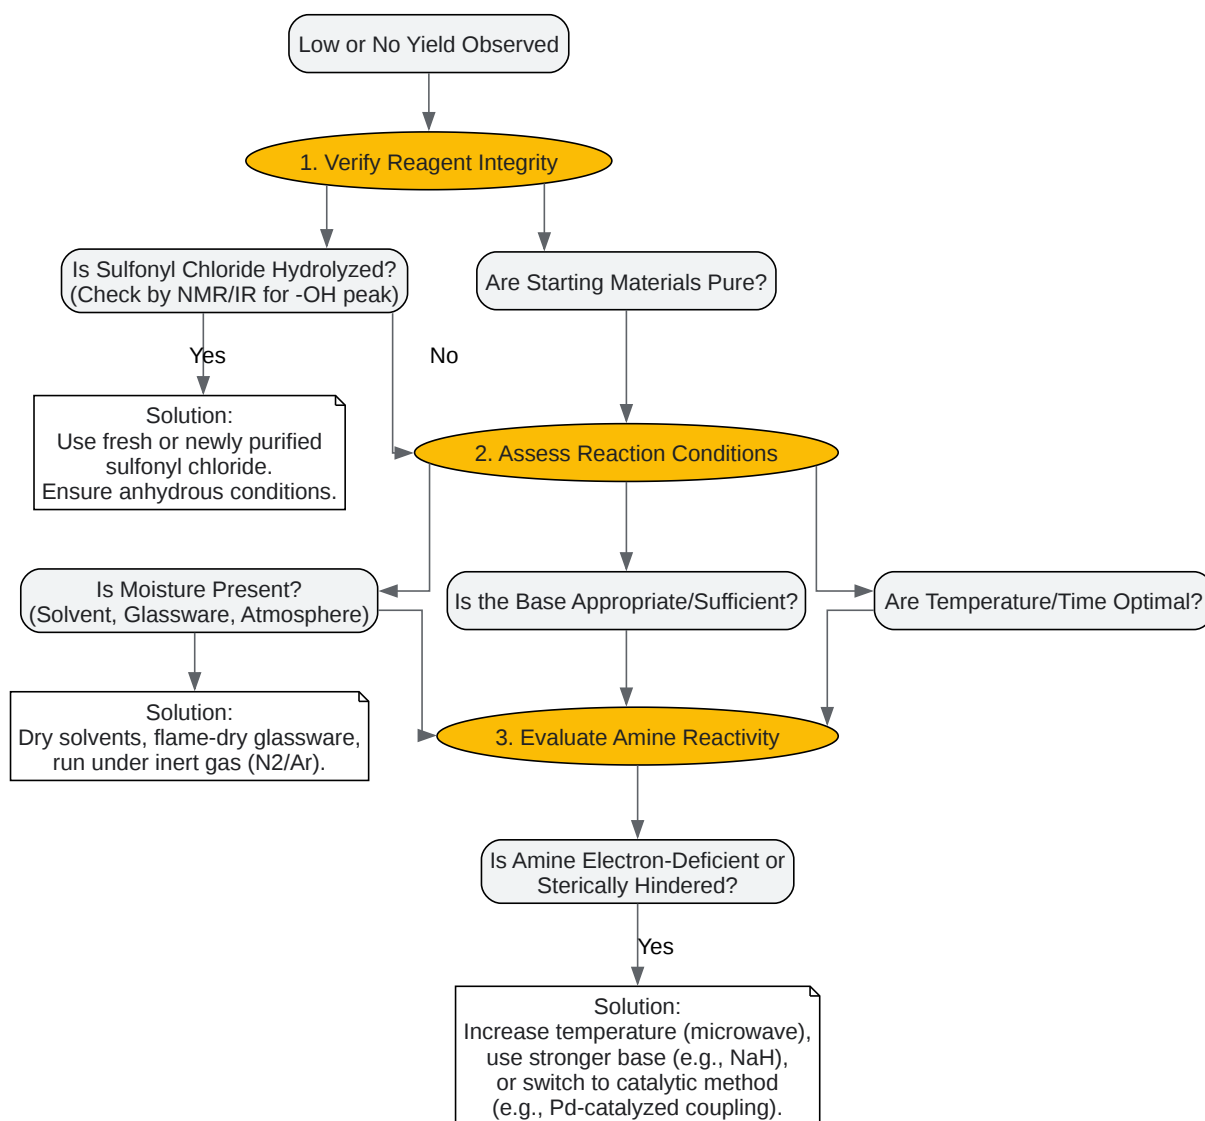 Low or No Yield Observed
1. Verify Reagent Integrity
Is Sulfonyl Chloride Hydrolyzed?
(Check by NMR/IR for -OH peak)
Are Starting Materials Pure?
Yes
No
Solution:
Use fresh or newly purified
sulfonyl chloride.
Ensure anhydrous conditions.
2. Assess Reaction Conditions
Is Moisture Present?
(Solvent, Glassware, Atmosphere)
Is the Base Appropriate/Sufficient?
Are Temperature/Time Optimal?
Solution:
Dry solvents, flame-dry glassware,
run under inert gas (N2/Ar).
3. Evaluate Amine Reactivity
Is Amine Electron-Deficient or
Sterically Hindered?
Yes
Solution:
Increase temperature (microwave),
use stronger base (e.g., NaH),
or switch to catalytic method
(e.g., Pd-catalyzed coupling).